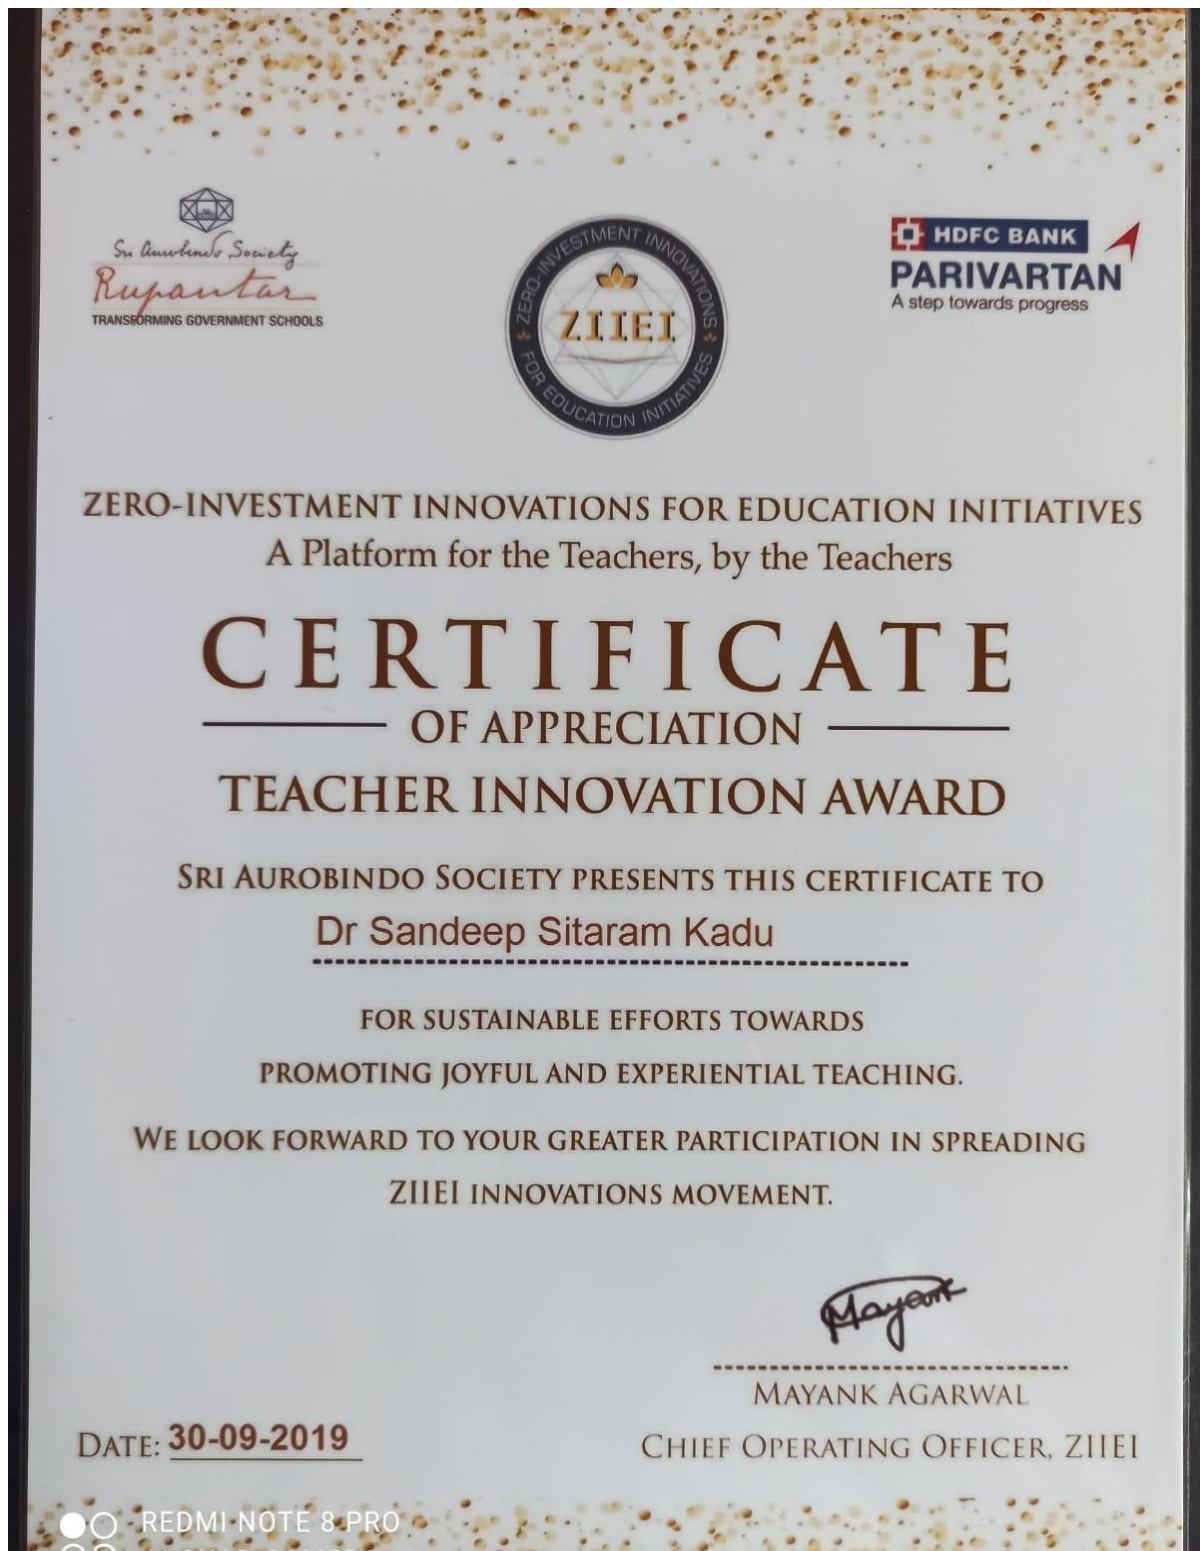 Sri Aurobindo Society
Rupantar
TRANSFORMING GOVERNMENT SCHOOLS
ZERO-INVESTMENT INNOVATIONS
FOR EDUCATION INITIATIVES
ZIIEI
HDFC BANK
PARIVARTAN
A step towards progress
ZERO-INVESTMENT INNOVATIONS FOR EDUCATION INITIATIVES
A Platform for the Teachers, by the Teachers
CERTIFICATE
OF APPRECIATION
TEACHER INNOVATION AWARD
SRI AUROBINDO SOCIETY PRESENTS THIS CERTIFICATE TO
Dr Sandeep Sitaram Kadu
FOR SUSTAINABLE EFFORTS TOWARDS
PROMOTING JOYFUL AND EXPERIENTIAL TEACHING.
WE LOOK FORWARD TO YOUR GREATER PARTICIPATION IN SPREADING
ZIIEI INNOVATIONS MOVEMENT.
Mayank
MAYANK AGARWAL
DATE: 30-09-2019
CHIEF OPERATING OFFICER, ZIIEI
REDMI NOTE 8 PRO